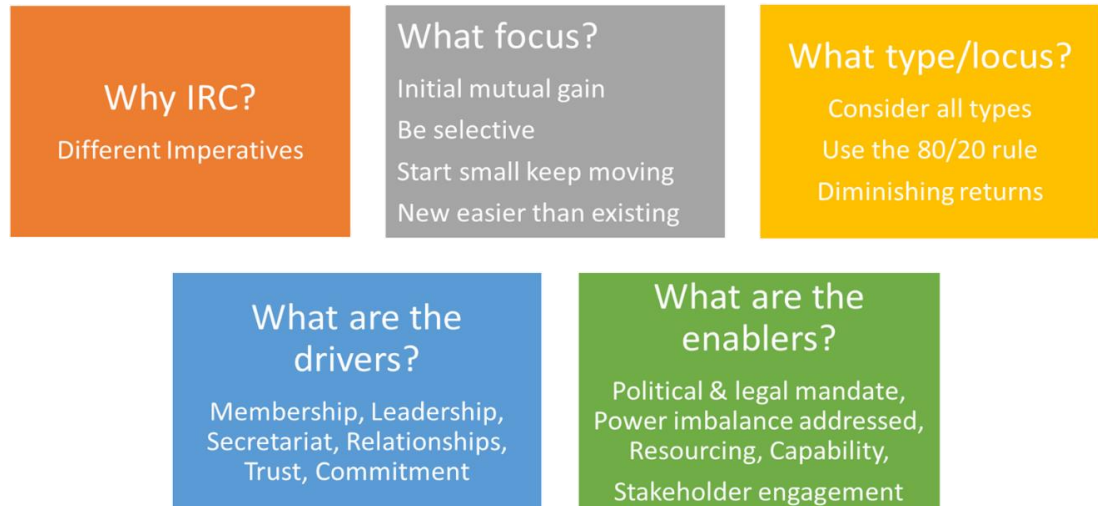 Why IRC?
Different Imperatives
What focus?
Initial mutual gain
Be selective
Start small keep moving
New easier than existing
What type/locus?
Consider all types
Use the 80/20 rule
Diminishing returns
What are the
drivers?
Membership, Leadership,
Secretariat, Relationships,
Trust, Commitment
What are the
enablers?
Political & legal mandate,
Power imbalance addressed,
Resourcing, Capability,
Stakeholder engagement